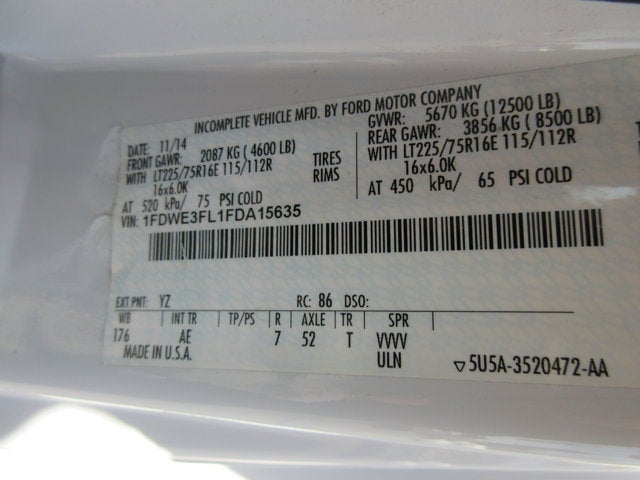 INCOMPLETE VEHICLE MFD. BY FORD MOTOR COMPANY
DATE: 11/14 GVWR: 5670 KG (12500 LB)
FRONT GAWR: 2087 KG (4600 LB) REAR GAWR: 3856 KG (8500 LB)
WITH LT225/75R16E 115/112R TIRES WITH LT225/75R16E 115/112R
16x6.0K RIMS 16x6.0K
AT 520 kPa/ 75 PSI COLD AT 450 kPa/ 65 PSI COLD
VIN: 1FDWE3FL1FDA15635
EXT PNT: YZ RC: 86 DSO:
WB INT TR TP/PS R AXLE TR SPR
176 AE 7 52 T VVVV
MADE IN U.S.A. ULN
▽5U5A-3520472-AA